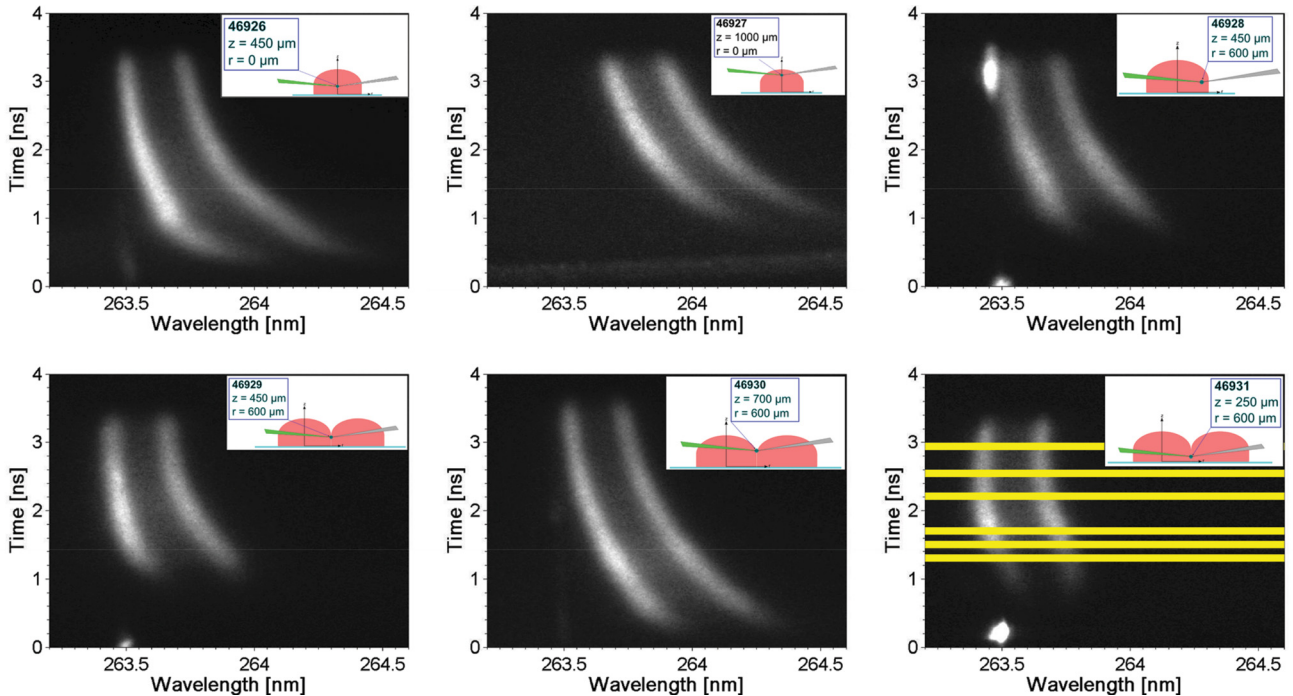 46926
z = 450 µm
r = 0 µm
Time [ns]
4
3
2
1
0
263.5
264
264.5
Wavelength [nm]
46927
z = 1000 µm
r = 0 µm
Time [ns]
4
3
2
1
0
263.5
264
264.5
Wavelength [nm]
46928
z = 450 µm
r = 600 µm
Time [ns]
4
3
2
1
0
263.5
264
264.5
Wavelength [nm]
46929
z = 450 µm
r = 600 µm
Time [ns]
4
3
2
1
0
263.5
264
264.5
Wavelength [nm]
46930
z = 700 µm
r = 600 µm
Time [ns]
4
3
2
1
0
263.5
264
264.5
Wavelength [nm]
46931
z = 250 µm
r = 600 µm
Time [ns]
4
3
2
1
0
263.5
264
264.5
Wavelength [nm]